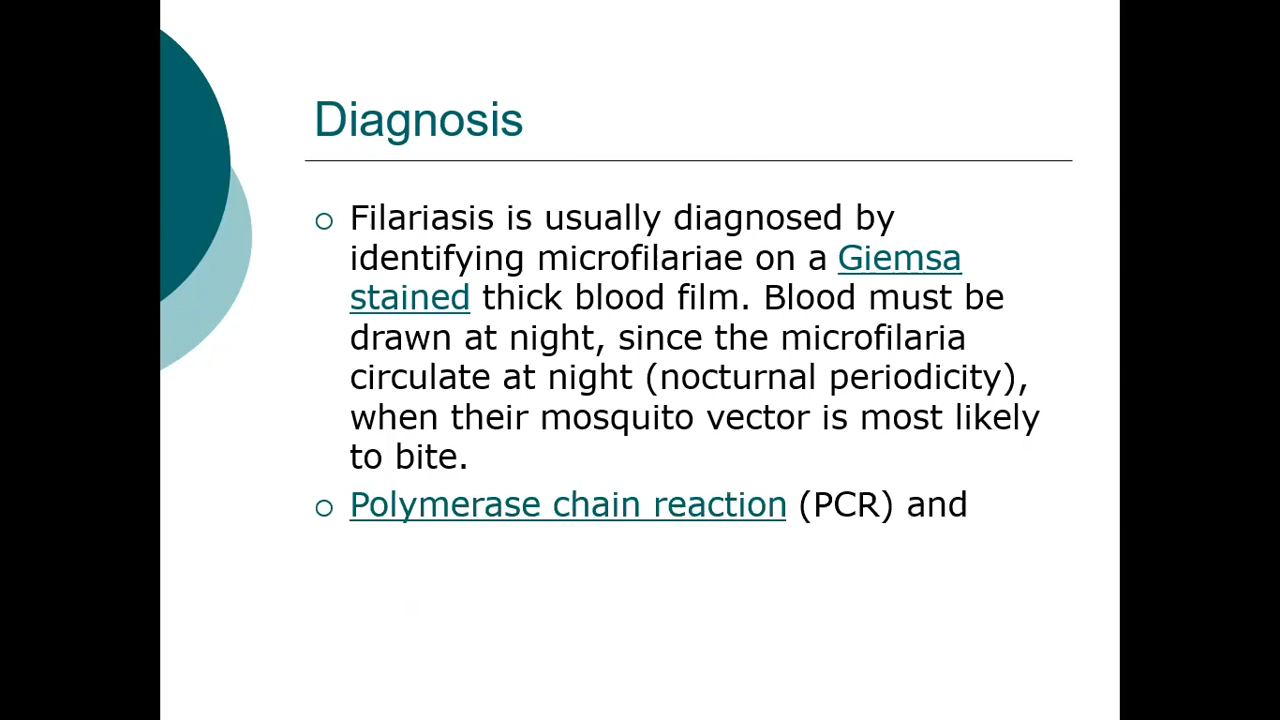 Diagnosis
Filariasis is usually diagnosed by
identifying microfilariae on a Giemsa
stained thick blood film. Blood must be
drawn at night, since the microfilaria
circulate at night (nocturnal periodicity),
when their mosquito vector is most likely
to bite.
Polymerase chain reaction (PCR) and